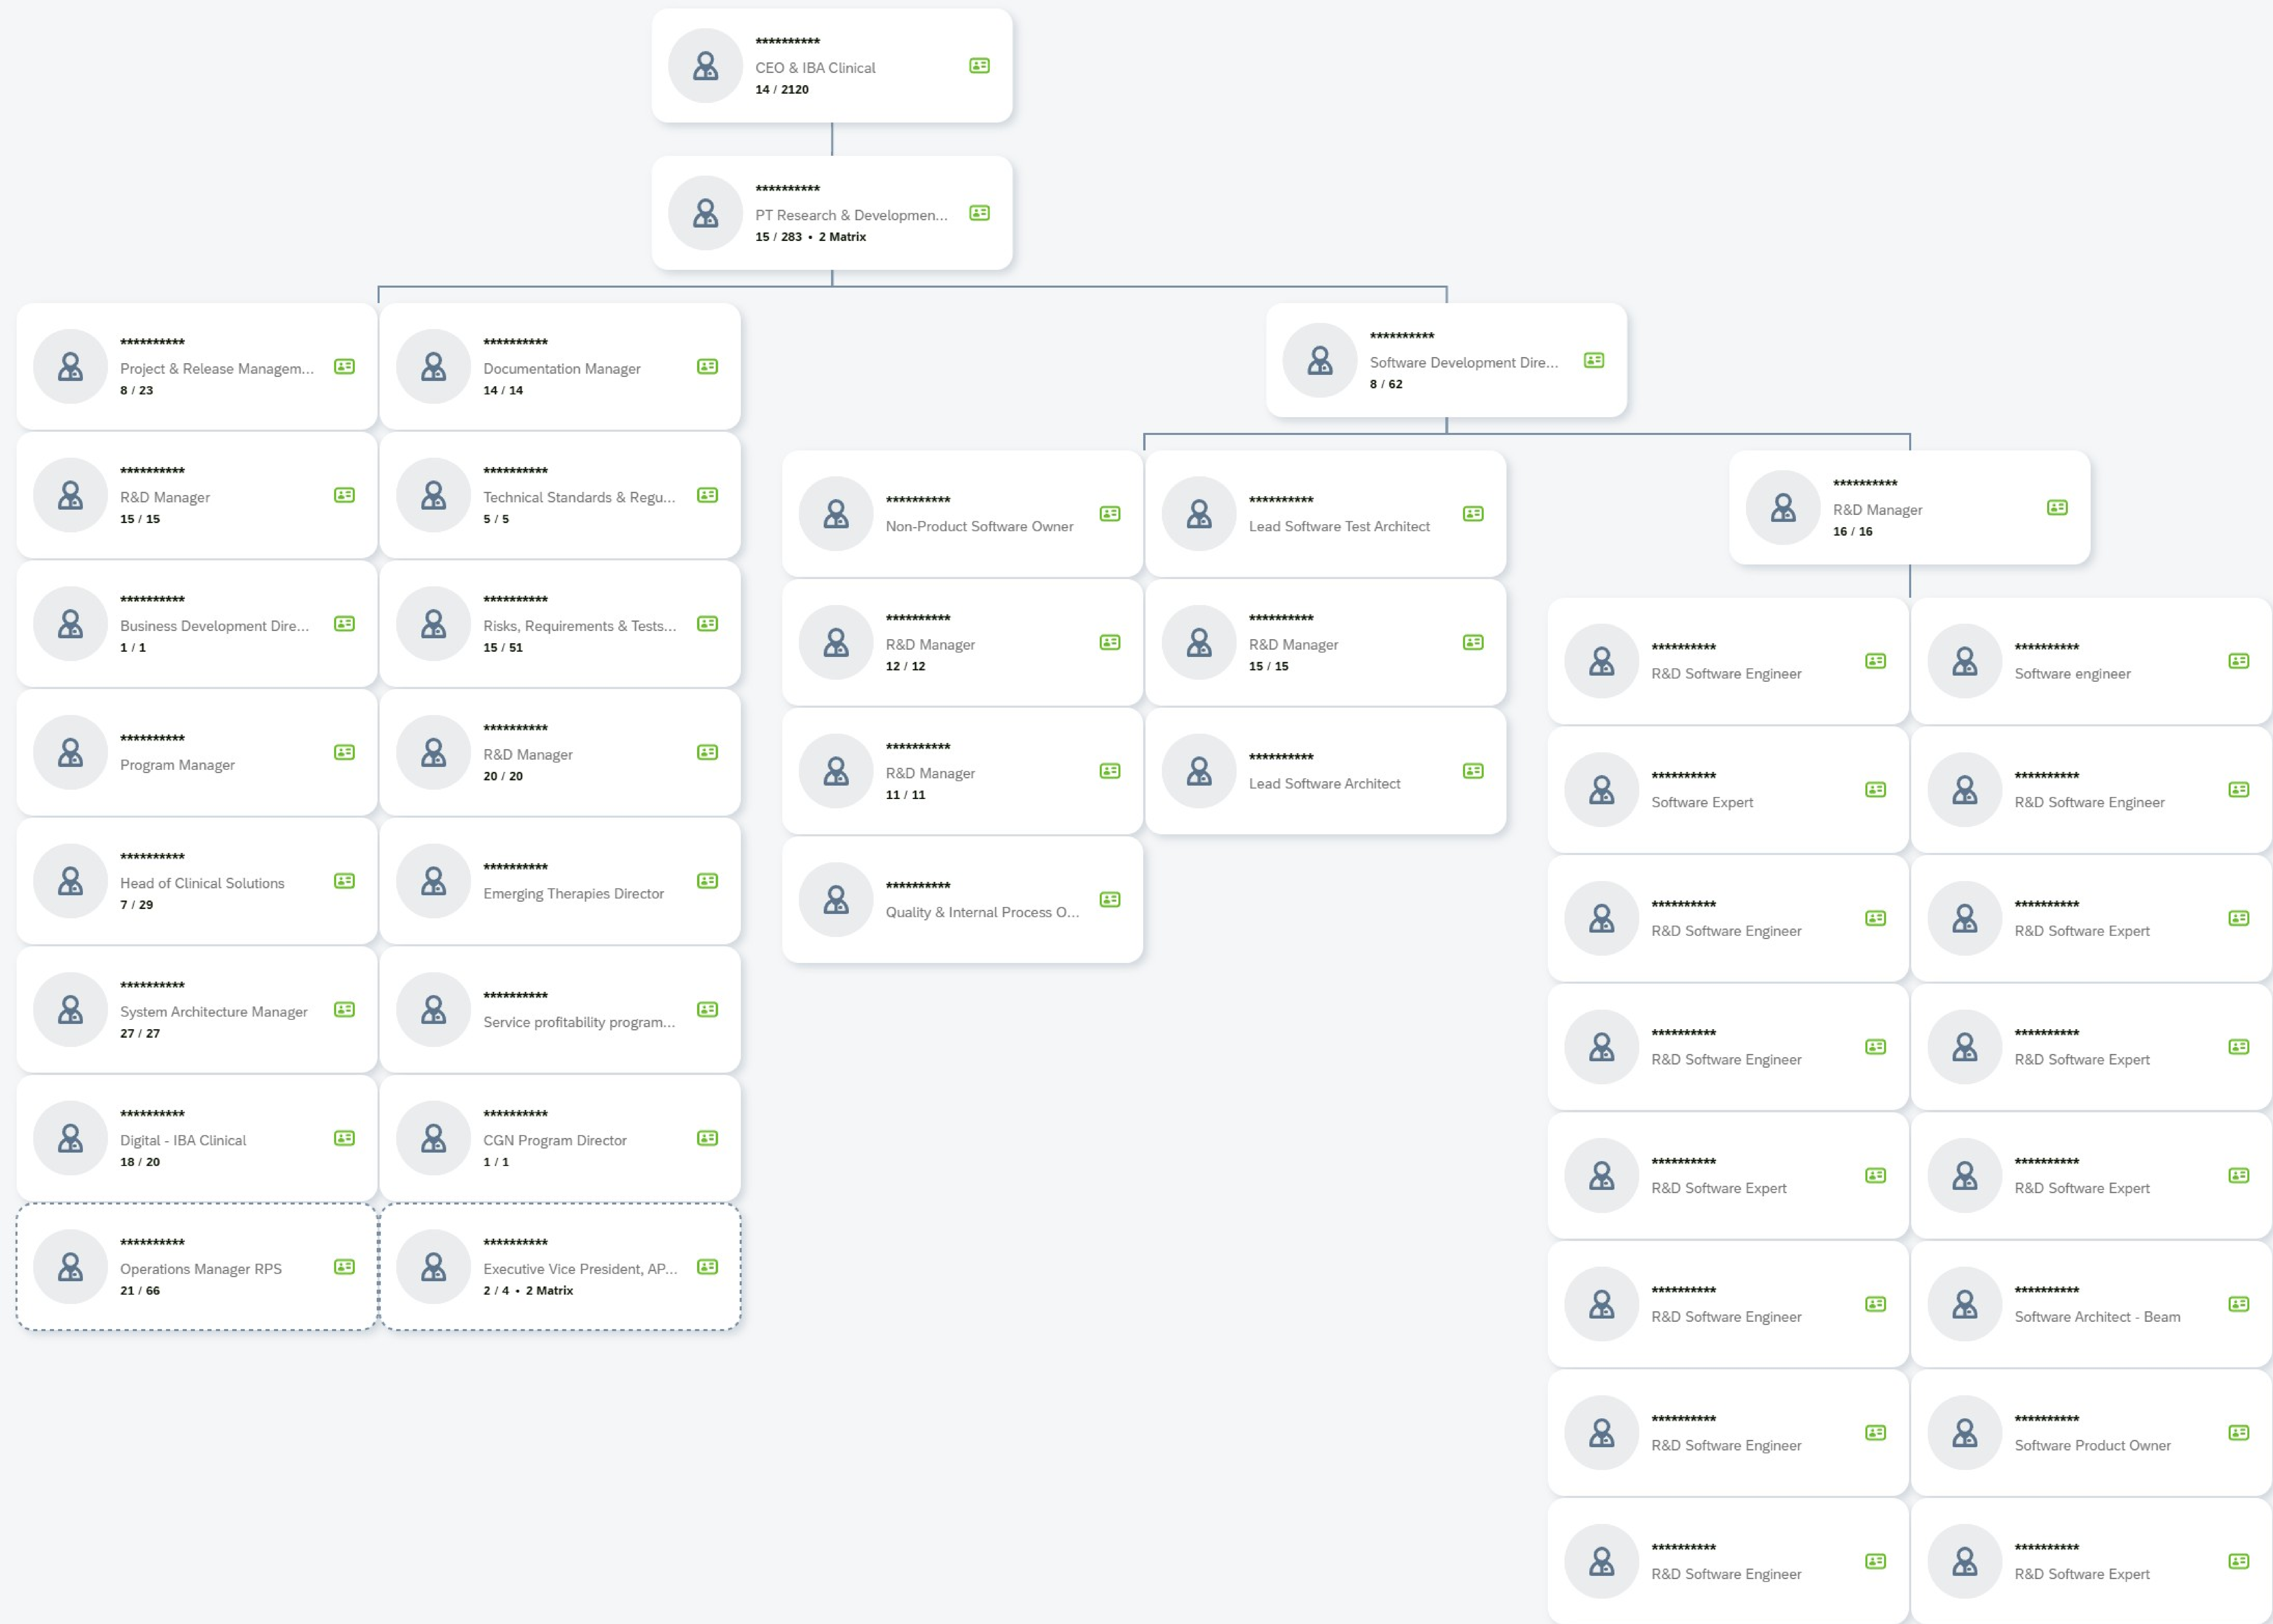 **********
CEO & IBA Clinical
14 / 2120
**********
PT Research & Developmen...
15 / 283 • 2 Matrix
**********
Project & Release Managem...
8 / 23
**********
Documentation Manager
14 / 14
**********
R&D Manager
15 / 15
**********
Technical Standards & Regu...
5 / 5
**********
Business Development Dire...
1 / 1
**********
Risks, Requirements & Tests...
15 / 51
**********
Program Manager
**********
R&D Manager
20 / 20
**********
Head of Clinical Solutions
7 / 29
**********
Emerging Therapies Director
**********
System Architecture Manager
27 / 27
**********
Service profitability program...
**********
Digital - IBA Clinical
18 / 20
**********
CGN Program Director
1 / 1
**********
Operations Manager RPS
21 / 66
**********
Executive Vice President, AP...
2 / 4 • 2 Matrix
**********
Software Development Dire...
8 / 62
**********
Non-Product Software Owner
**********
Lead Software Test Architect
**********
R&D Manager
12 / 12
**********
R&D Manager
15 / 15
**********
R&D Manager
11 / 11
**********
Lead Software Architect
**********
Quality & Internal Process O...
**********
R&D Manager
16 / 16
**********
R&D Software Engineer
**********
Software engineer
**********
Software Expert
**********
R&D Software Engineer
**********
R&D Software Engineer
**********
R&D Software Expert
**********
R&D Software Engineer
**********
R&D Software Expert
**********
R&D Software Expert
**********
R&D Software Expert
**********
R&D Software Engineer
**********
Software Architect - Beam
**********
R&D Software Engineer
**********
Software Product Owner
**********
R&D Software Engineer
**********
R&D Software Expert